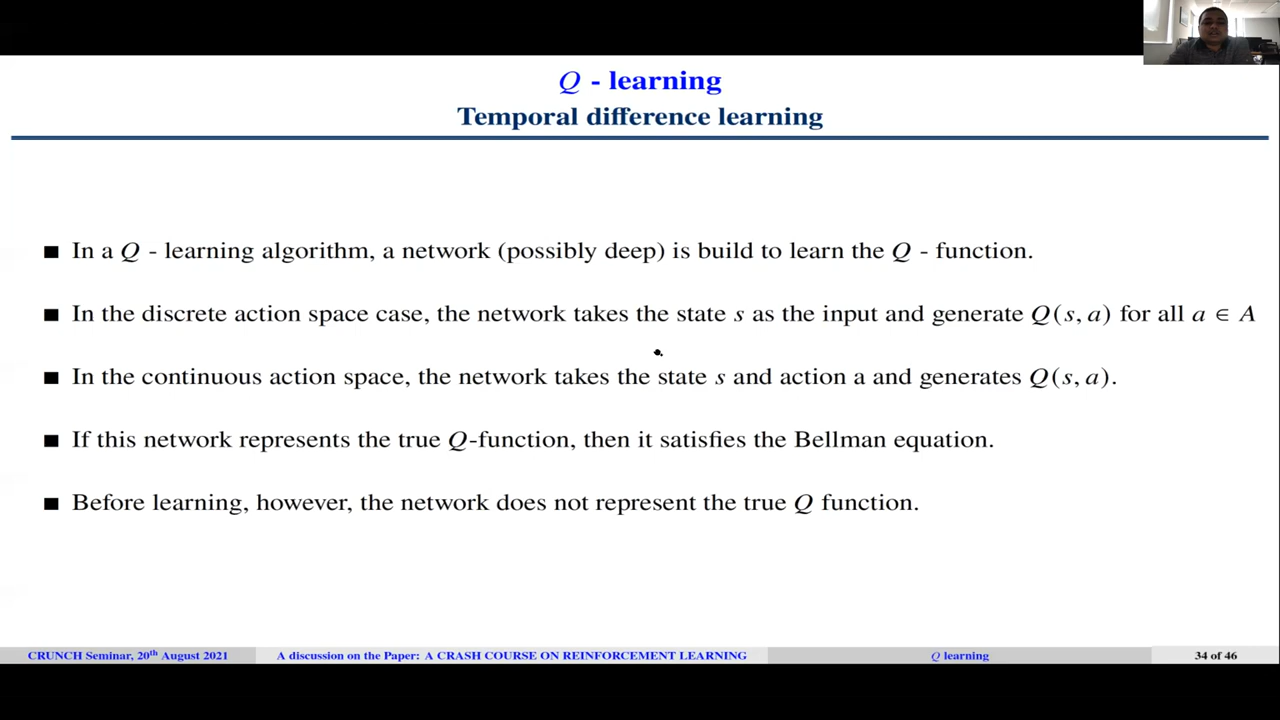 Q - learning
Temporal difference learning
In a Q - learning algorithm, a network (possibly deep) is build to learn the Q - function.
In the discrete action space case, the network takes the state s as the input and generate Q(s, a) for all a ∈ A
In the continuous action space, the network takes the state s and action a and generates Q(s, a).
If this network represents the true Q-function, then it satisfies the Bellman equation.
Before learning, however, the network does not represent the true Q function.
CRUNCH Seminar, 20th August 2021 A discussion on the Paper: A CRASH COURSE ON REINFORCEMENT LEARNING Q learning 34 of 46